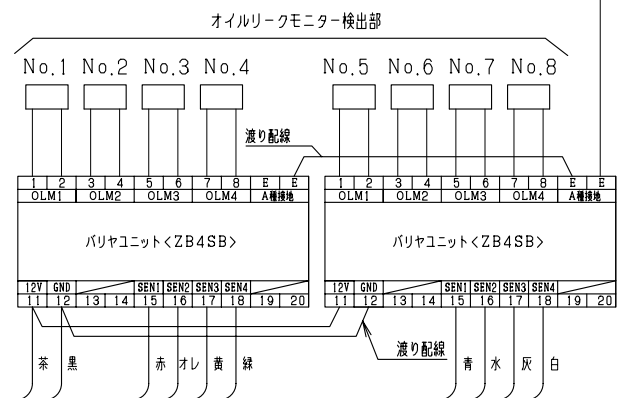 オイルリークモニター検出部
No.1 No.2 No.3 No.4 No.5 No.6 No.7 No.8
渡り配線
1 2 3 4 5 6 7 8 E E 1 2 3 4 5 6 7 8 E E
OLM1 OLM2 OLM3 OLM4 A種接地 OLM1 OLM2 OLM3 OLM4 A種接地
バリヤユニット<ZB4SB> バリヤユニット<ZB4SB>
12V GND SEN1 SEN2 SEN3 SEN4 12V GND SEN1 SEN2 SEN3 SEN4
11 12 13 14 15 16 17 18 19 20 11 12 13 14 15 16 17 18 19 20
渡り配線
茶 黒 赤 オレ 黄 緑 青 水 灰 白